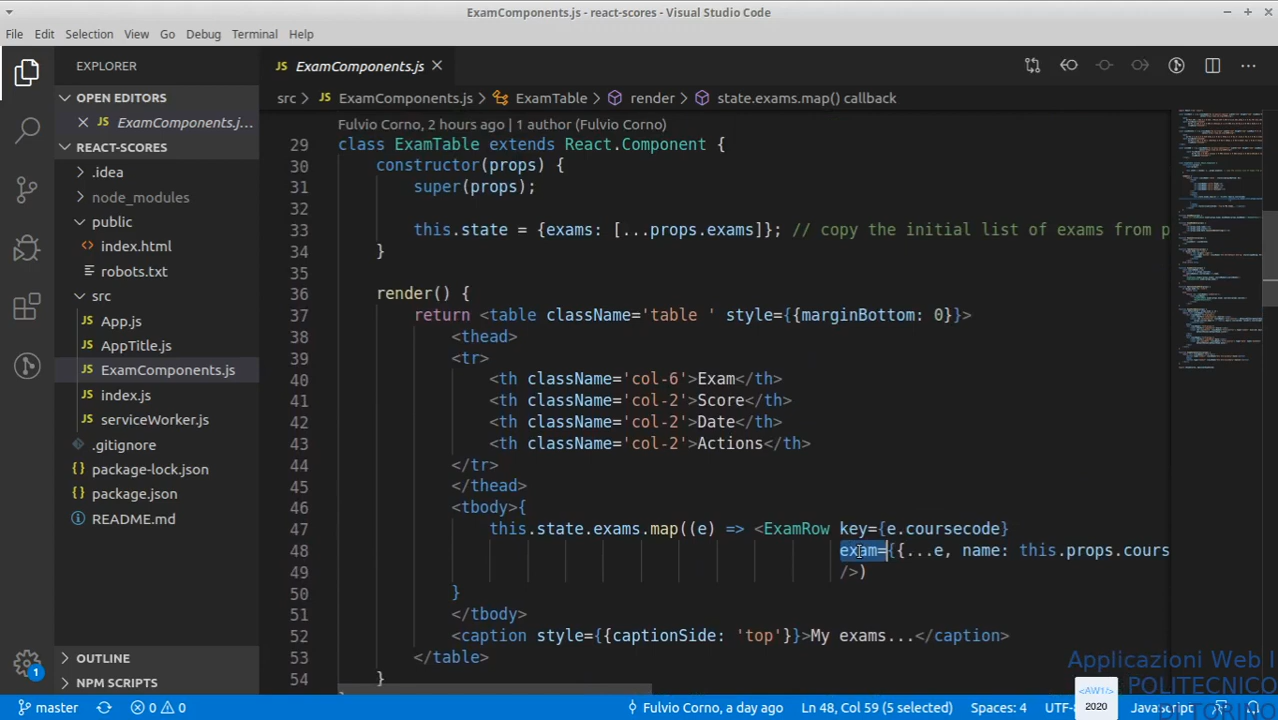 ExamComponents.js - react-scores - Visual Studio Code
File Edit Selection View Go Debug Terminal Help
EXPLORER
OPEN EDITORS
JS ExamComponents.j...
REACT-SCORES
.idea
node_modules
public
index.html
robots.txt
src
JS App.js
JS AppTitle.js
JS ExamComponents.js
JS index.js
JS serviceWorker.js
.gitignore
{} package-lock.json
{} package.json
README.md
OUTLINE
NPM SCRIPTS
JS ExamComponents.js
src > JS ExamComponents.js > ExamTable > render > state.exams.map() callback
Fulvio Corno, 2 hours ago | 1 author (Fulvio Corno)
29 class ExamTable extends React.Component {
30 constructor(props) {
31 super(props);
32
33 this.state = {exams: [...props.exams]}; // copy the initial list of exams from p
34 }
35
36 render() {
37 return <table className='table ' style={{marginBottom: 0}}>
38 <thead>
39 <tr>
40 <th className='col-6'>Exam</th>
41 <th className='col-2'>Score</th>
42 <th className='col-2'>Date</th>
43 <th className='col-2'>Actions</th>
44 </tr>
45 </thead>
46 <tbody>{
47 this.state.exams.map((e) => <ExamRow key={e.coursecode}
48 exam={{...e, name: this.props.cours
49 />)
50 }
51 </tbody>
52 <caption style={{captionSide: 'top'}}>My exams...</caption>
53 </table>
54 }
Applicazioni Web I
POLITECNICO
<AW1/>
2020
1
master 0 0 Fulvio Corno, a day ago Ln 48, Col 59 (5 selected) Spaces: 4 UTF- Javascript